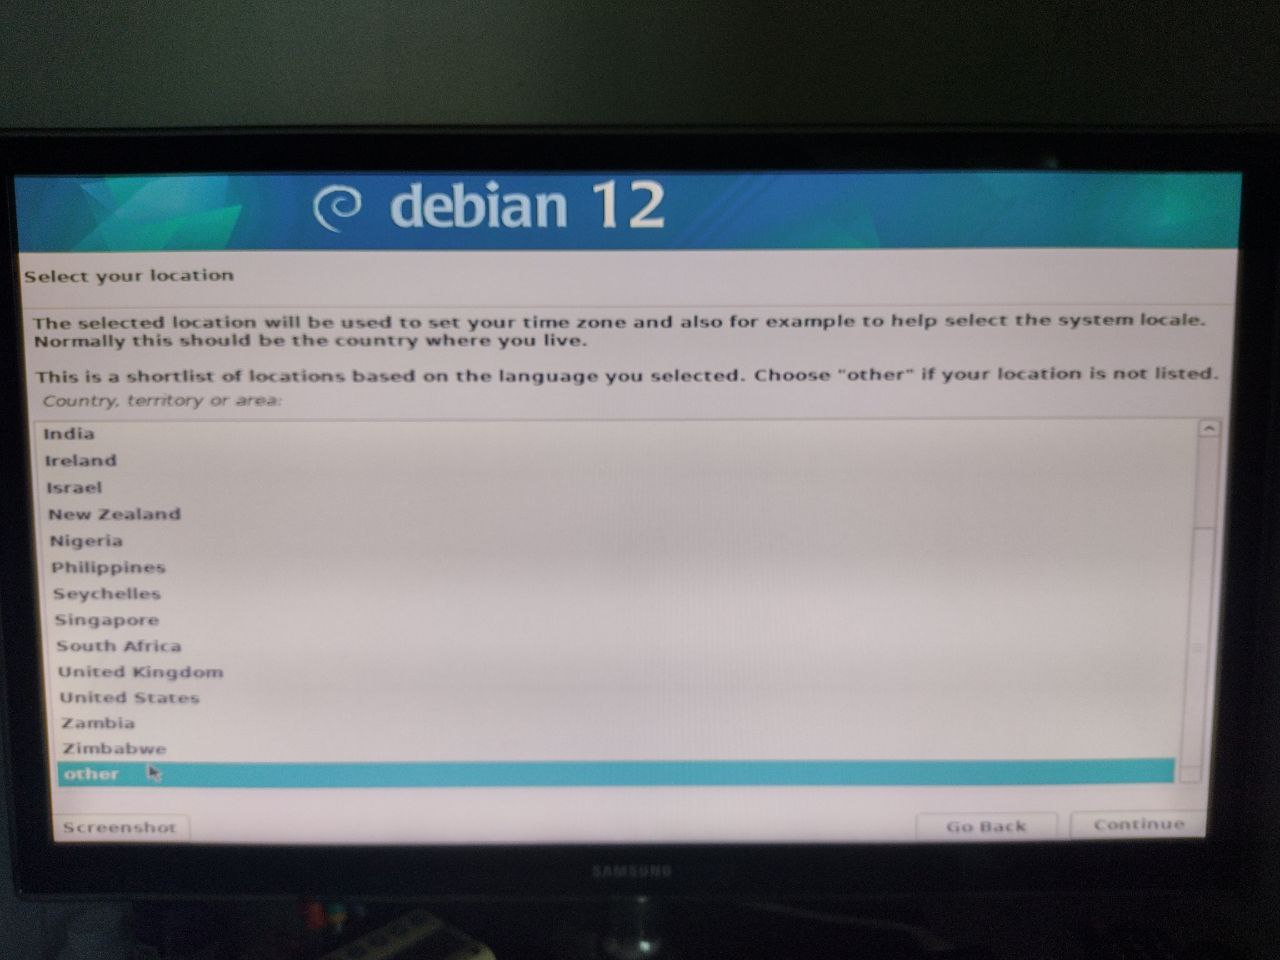 debian 12
Select your location
The selected location will be used to set your time zone and also for example to help select the system locale.
Normally this should be the country where you live.
This is a shortlist of locations based on the language you selected. Choose "other" if your location is not listed.
Country, territory or area:
India
Ireland
Israel
New Zealand
Nigeria
Philippines
Seychelles
Singapore
South Africa
United Kingdom
United States
Zambia
Zimbabwe
other
Screenshot
Go Back
Continue
SAMSUNG